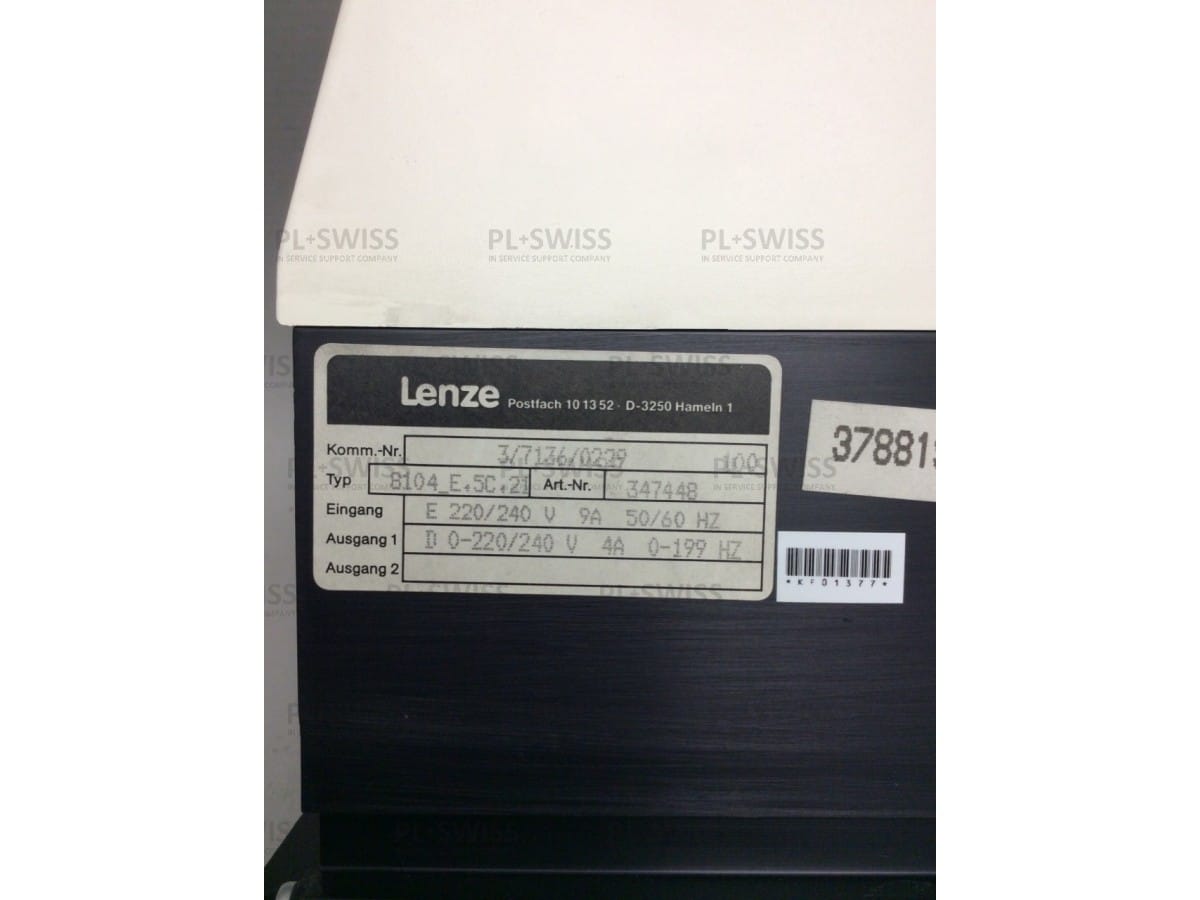 PL+SWISS PL+SWISS PL+SWISS
IN SERVICE SUPPORT COMPANY IN SERVICE SUPPORT COMPANY IN SERVICE SUPPORT COMPANY
Lenze Postfach 10 13 52 · D-3250 Hameln 1
Komm.-Nr. 3/7136/0239 100
Typ 8104_E.5C.21 Art.-Nr. 347448
Eingang E 220/240 V 9A 50/60 HZ
Ausgang 1 D 0-220/240 V 4A 0-199 HZ
Ausgang 2
37881
*KF01377*
PL+SWISS